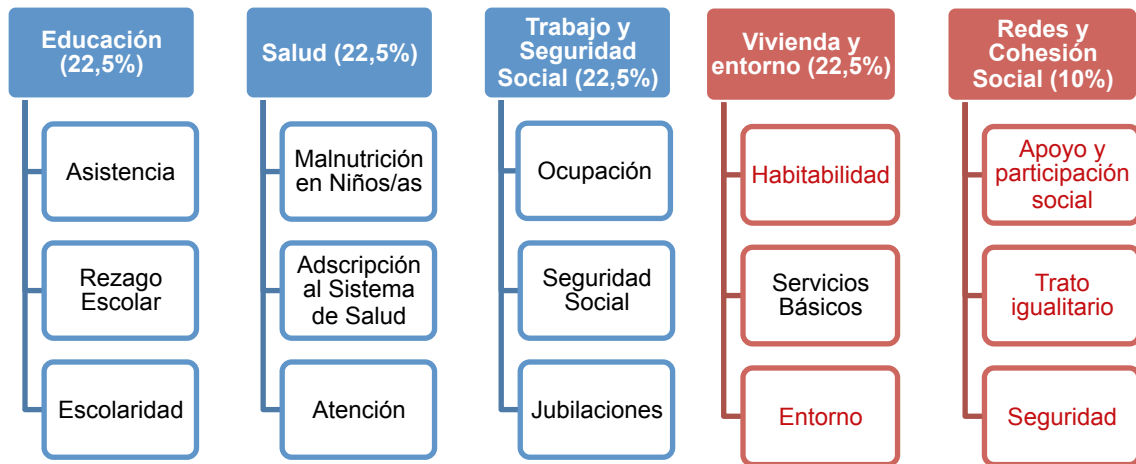 Educación
(22,5%)
Asistencia
Rezago
Escolar
Escolaridad
Salud (22,5%)
Malnutrición
en Niños/as
Adscripción
al Sistema
de Salud
Atención
Trabajo y
Seguridad
Social (22,5%)
Ocupación
Seguridad
Social
Jubilaciones
Vivienda y
entorno (22,5%)
Habitabilidad
Servicios
Básicos
Entorno
Redes y
Cohesión
Social (10%)
Apoyo y
participación
social
Trato
igualitario
Seguridad